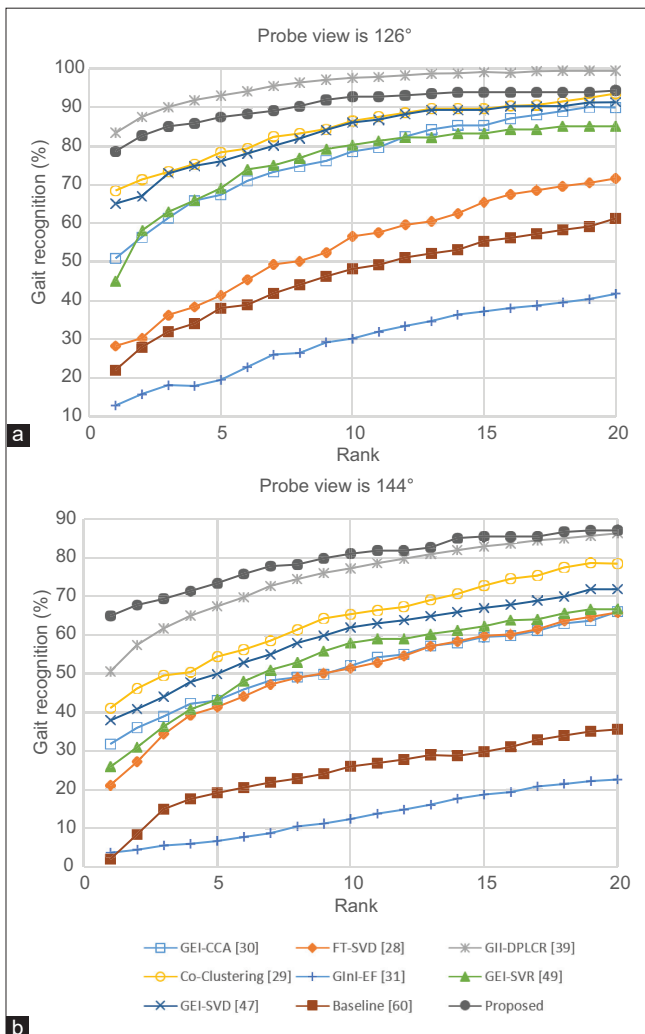 Probe view is 126°
100
90
80
70
60
50
40
30
20
10
Gait recognition (%)
0 5 10 15 20
Rank
a
Probe view is 144°
90
80
70
60
50
40
30
20
10
0
Gait recognition (%)
0 5 10 15 20
Rank
GEI-CCA [30] FT-SVD [28] GII-DPLCR [39]
Co-Clustering [29] GInI-EF [31] GEI-SVR [49]
GEI-SVD [47] Baseline [60] Proposed
b